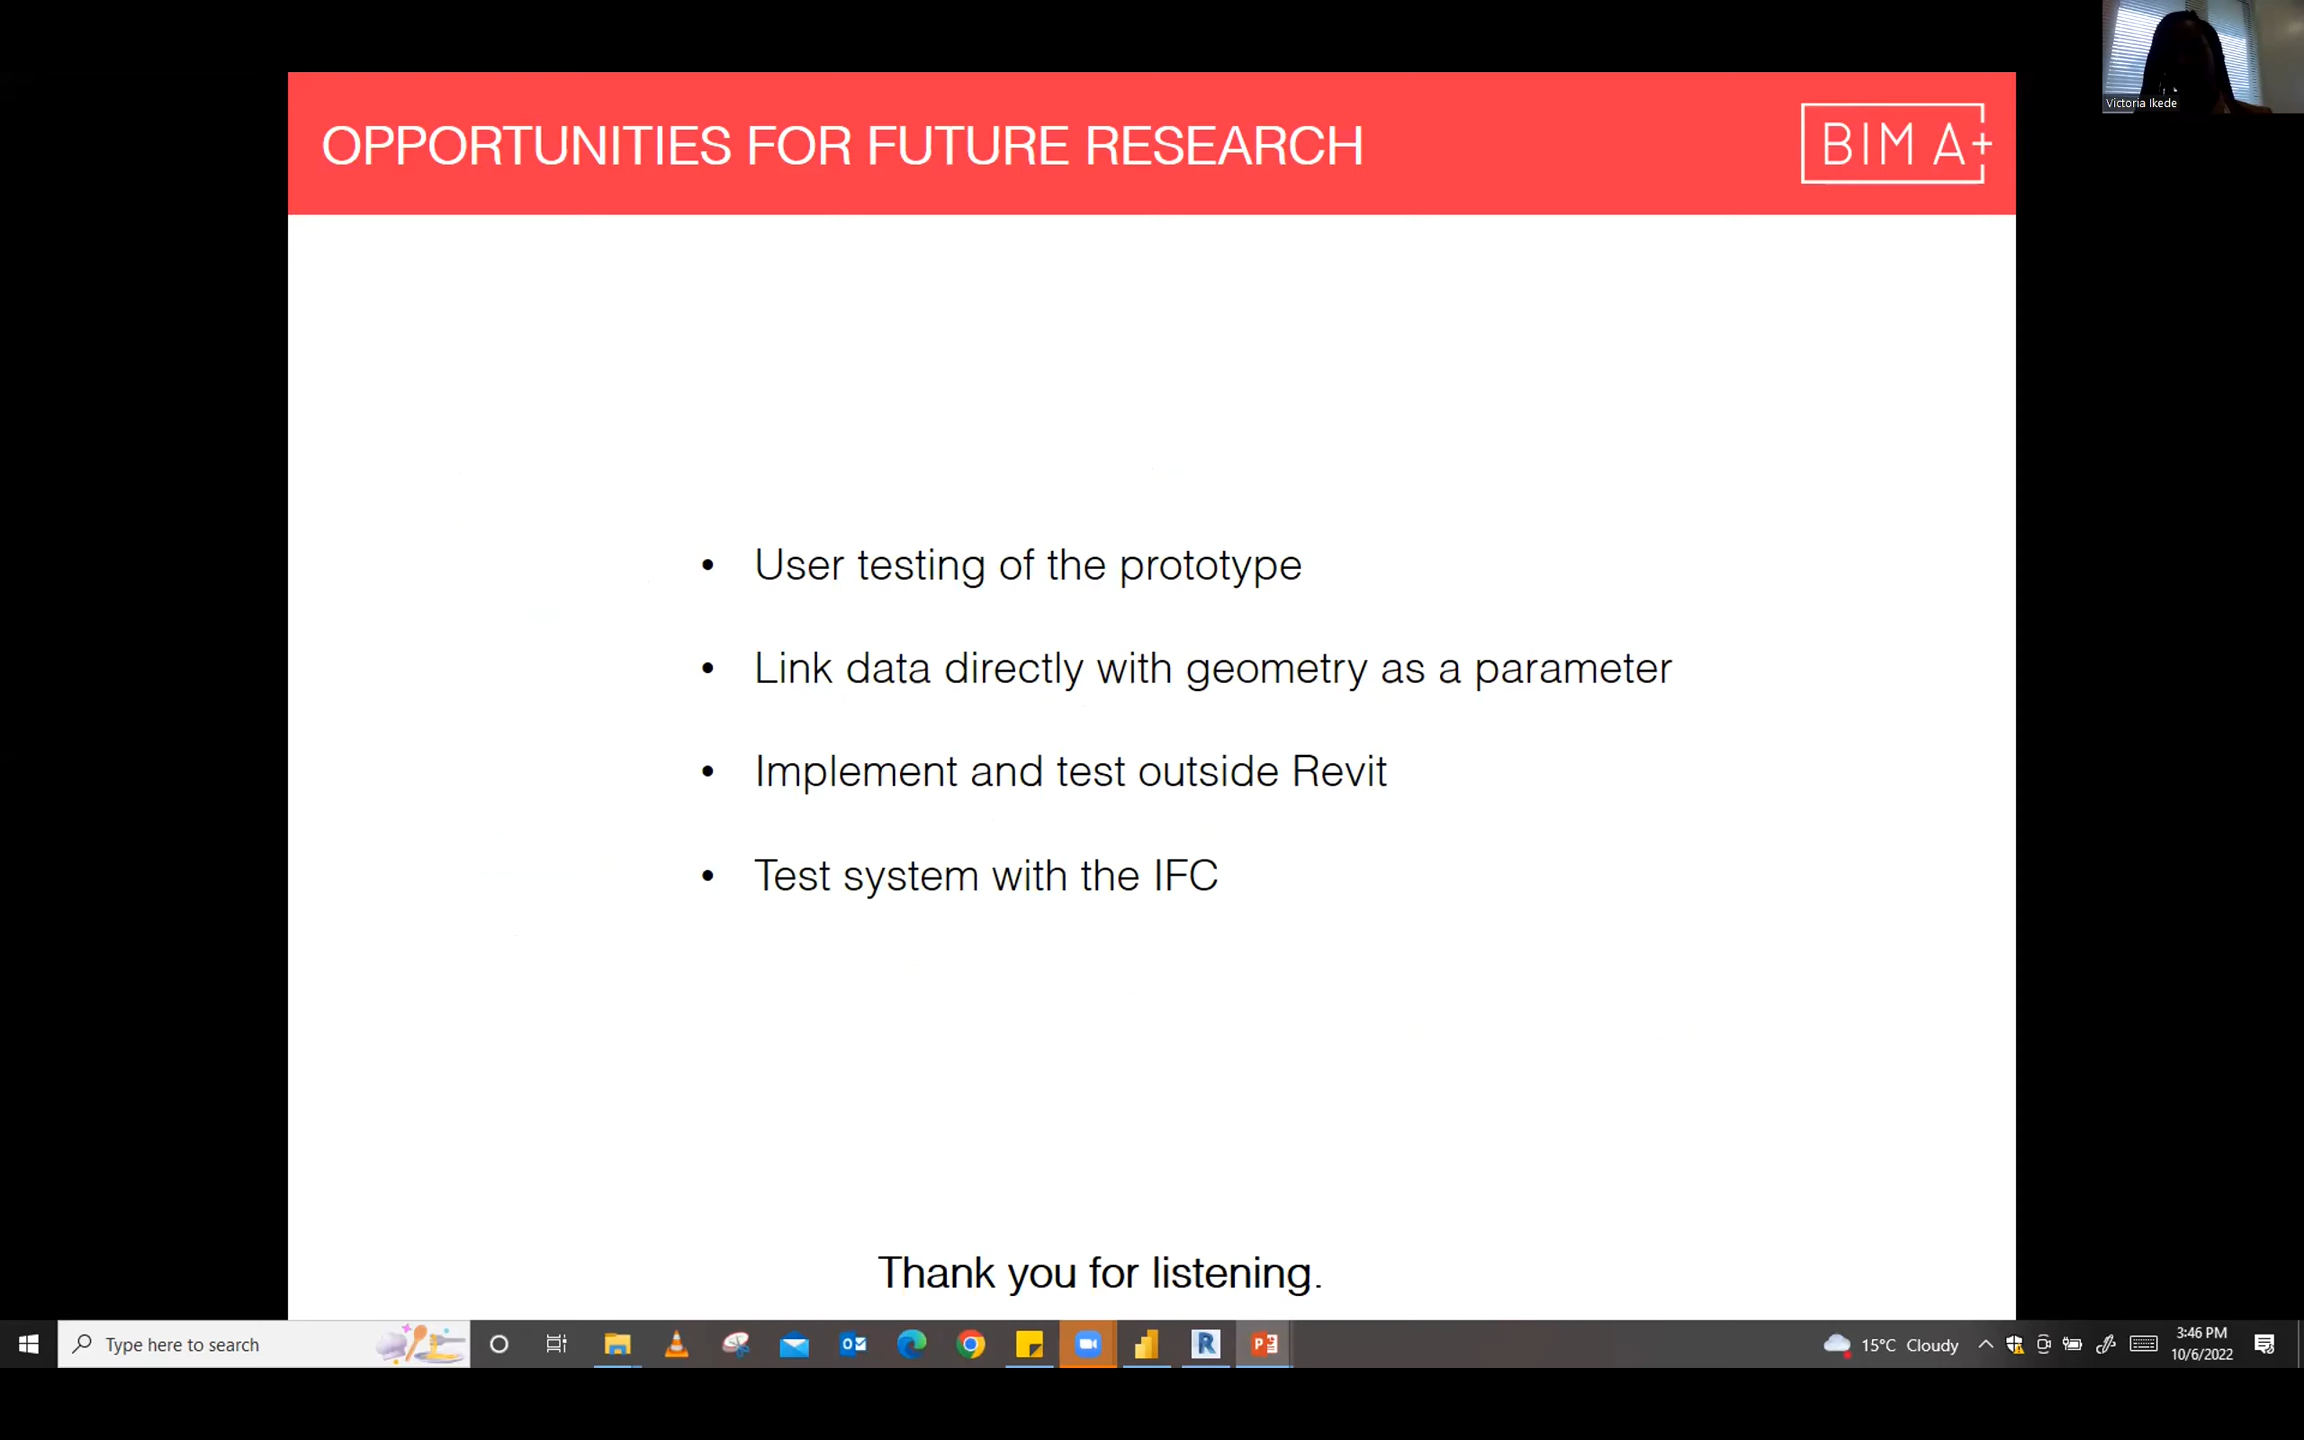 Victoria Ikede
OPPORTUNITIES FOR FUTURE RESEARCH
BIM A+
• User testing of the prototype
• Link data directly with geometry as a parameter
• Implement and test outside Revit
• Test system with the IFC
Thank you for listening.
Type here to search
15°C Cloudy
3:46 PM
10/6/2022